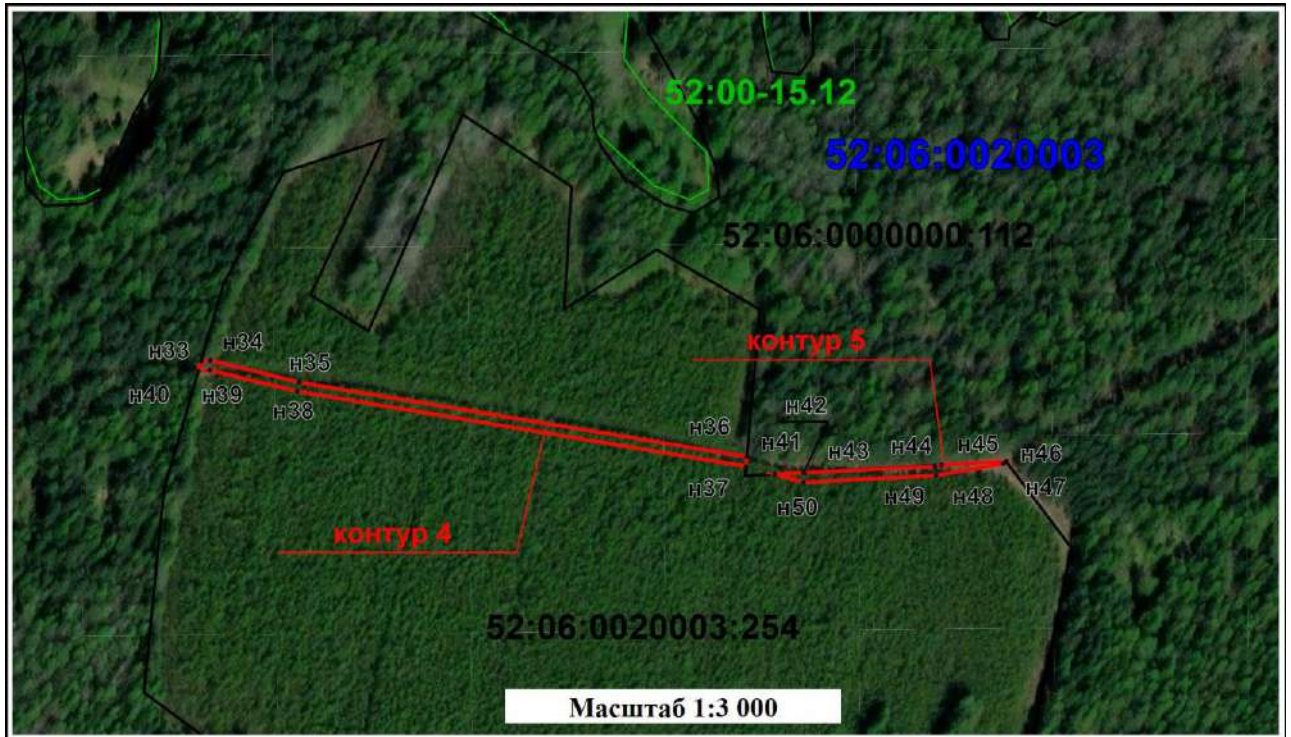 52:00-15.12
52:06:0020003
52:06:0000000:112
контур 5
н33
н34
н35
н40
н39
н38
н36
н41
н42
н43
н44
н45
н46
н37
н50
н49
н48
н47
контур 4
52:06:0020003:254
Масштаб 1:3 000